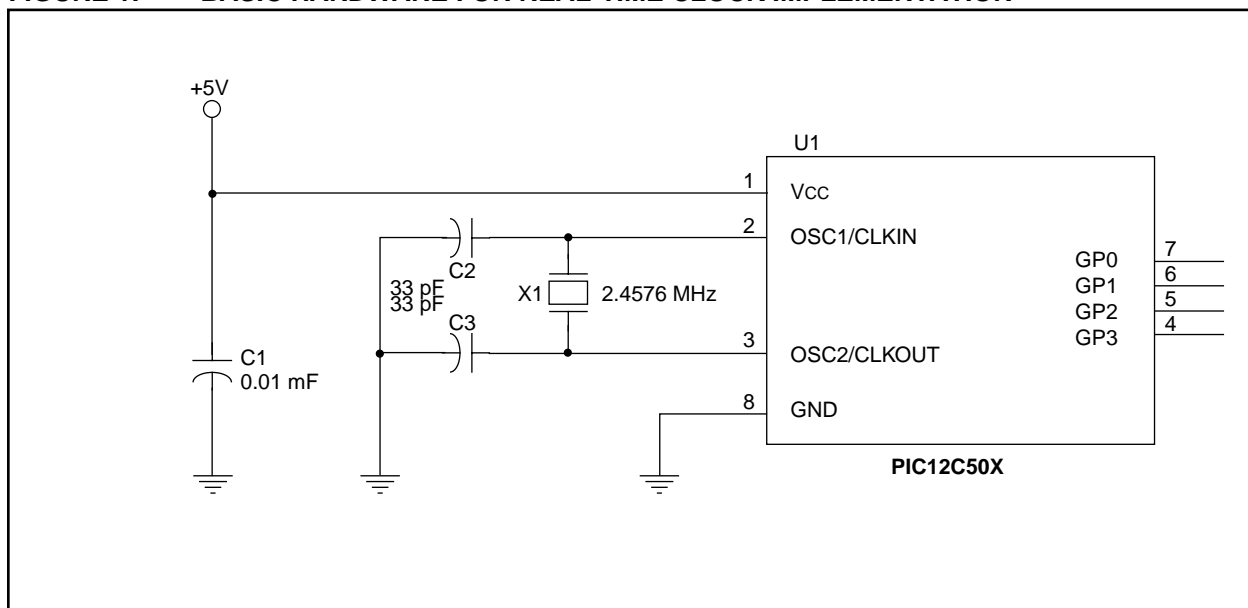 +5V
U1
1
VCC
2
OSC1/CLKIN
C2
33 pF
33 pF
C3
X1
2.4576 MHz
3
OSC2/CLKOUT
8
GND
GP0
7
GP1
6
GP2
5
GP3
4
C1
0.01 mF
PIC12C50X